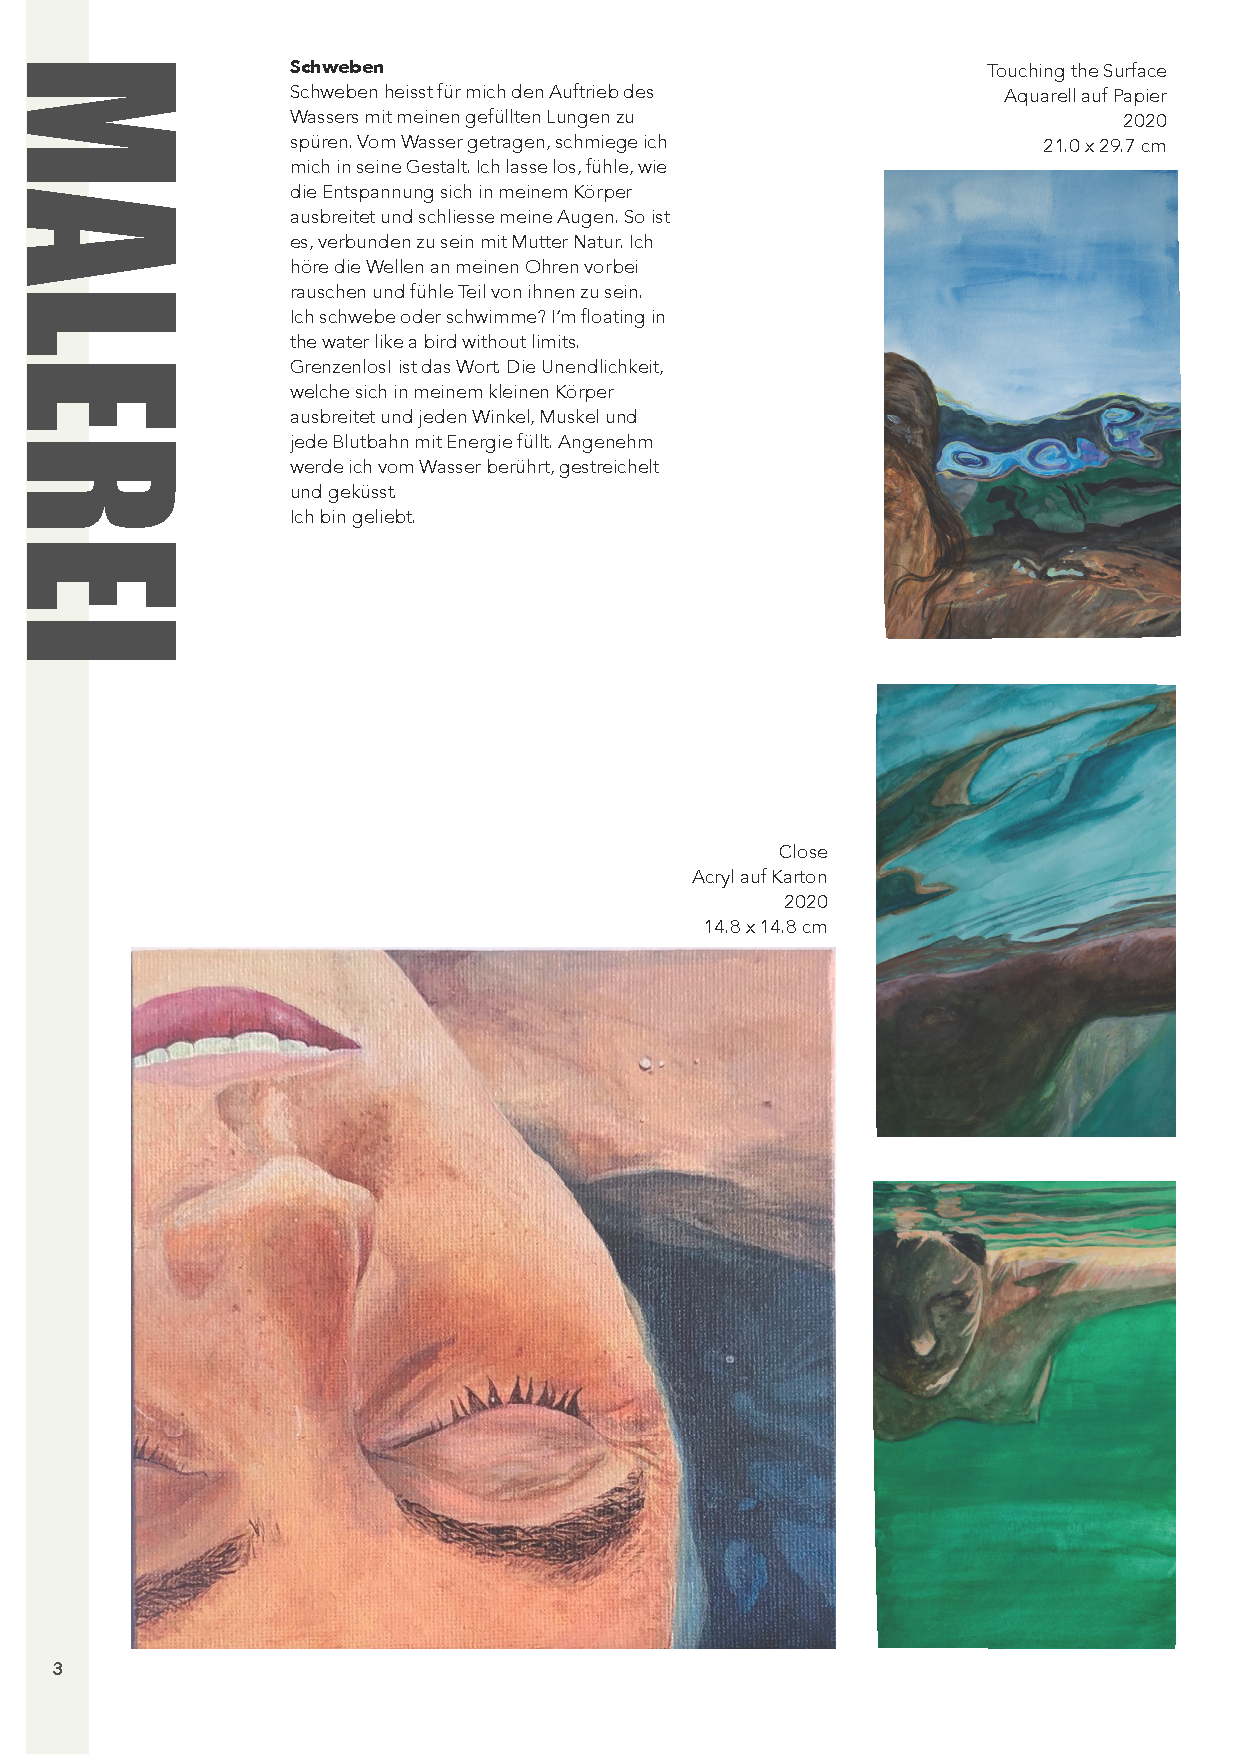 MALEREI
Schweben
Schweben heisst für mich den Auftrieb des
Wassers mit meinen gefüllten Lungen zu
spüren. Vom Wasser getragen, schmiege ich
mich in seine Gestalt. Ich lasse los, fühle, wie
die Entspannung sich in meinem Körper
ausbreitet und schliesse meine Augen. So ist
es, verbunden zu sein mit Mutter Natur. Ich
höre die Wellen an meinen Ohren vorbei
rauschen und fühle Teil von ihnen zu sein.
Ich schwebe oder schwimme? I'm floating in
the water like a bird without limits.
Grenzenlos! ist das Wort. Die Unendlichkeit,
welche sich in meinem kleinen Körper
ausbreitet und jeden Winkel, Muskel und
jede Blutbahn mit Energie füllt. Angenehm
werde ich vom Wasser berührt, gestreichelt
und geküsst.
Ich bin geliebt.
Touching the Surface
Aquarell auf Papier
2020
21.0 x 29.7 cm
Close
Acryl auf Karton
2020
14.8 x 14.8 cm
3